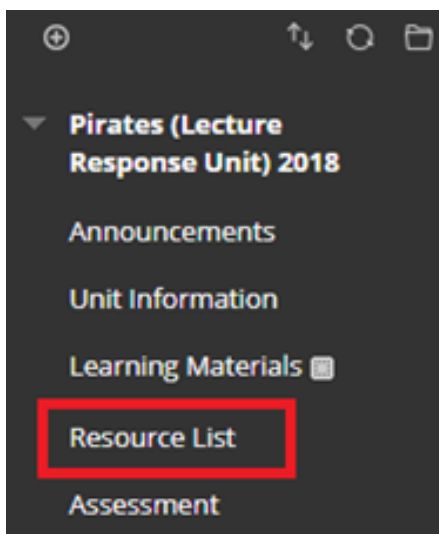 Pirates (Lecture
Response Unit) 2018
Announcements
Unit Information
Learning Materials
Resource List
Assessment